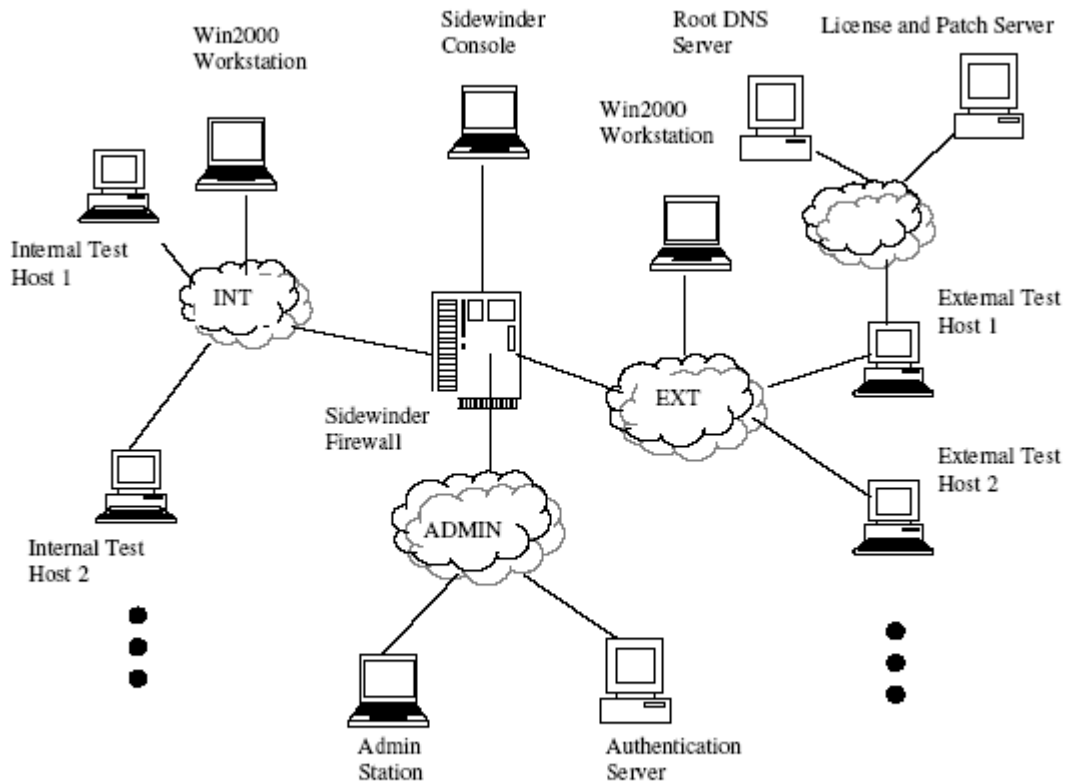 Sidewinder
Console
Root DNS
Server
License and Patch Server
Win2000
Workstation
Win2000
Workstation
Internal Test
Host 1
INT
External Test
Host 1
EXT
Sidewinder
Firewall
External Test
Host 2
ADMIN
Internal Test
Host 2
Admin
Station
Authentication
Server